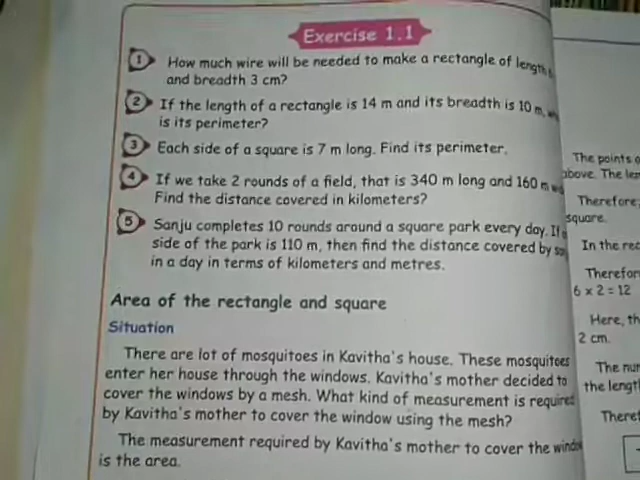 Exercise 1.1
1 How much wire will be needed to make a rectangle of length
and breadth 3 cm?
2 If the length of a rectangle is 14 m and its breadth is 10 m,
is its perimeter?
3 Each side of a square is 7 m long. Find its perimeter.
4 If we take 2 rounds of a field, that is 340 m long and 160 m
Find the distance covered in kilometers?
5 Sanju completes 10 rounds around a square park every day. If
side of the park is 110 m, then find the distance covered by
in a day in terms of kilometers and metres.
Area of the rectangle and square
Situation
There are lot of mosquitoes in Kavitha's house. These mosquitoes
enter her house through the windows. Kavitha's mother decided to
cover the windows by a mesh. What kind of measurement is required
by Kavitha's mother to cover the window using the mesh?
The measurement required by Kavitha's mother to cover the window
is the area.
The points
above. The
Therefore,
square.
In the
6 x 2 = 12
Here,
2 cm.
The
the